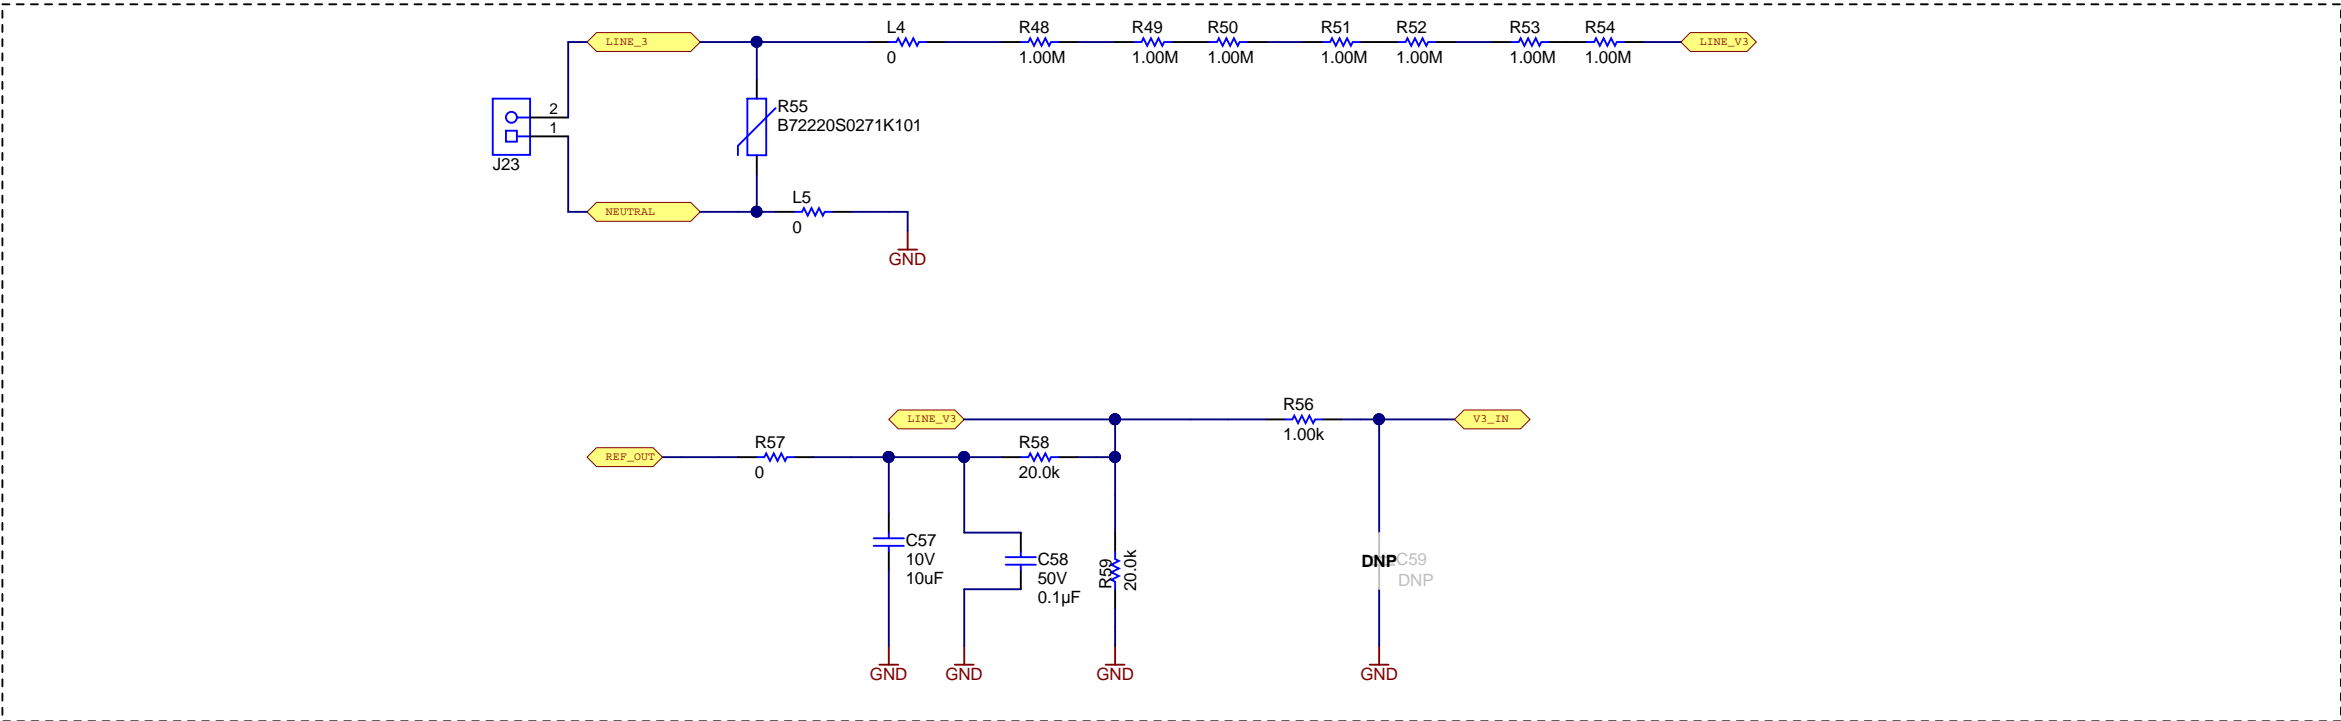 L4
0
R48
1.00M
R49
1.00M
R50
1.00M
R51
1.00M
R52
1.00M
R53
1.00M
R54
1.00M
LINE_3
LINE_V3
2
1
J23
R55
B72220S0271K101
NEUTRAL
L5
0
GND
LINE_V3
R56
1.00k
V3_IN
REF_OUT
R57
0
R58
20.0k
C57
10V
10uF
C58
50V
0.1µF
R59
20.0k
DNP
C59
DNP
GND
GND
GND
GND